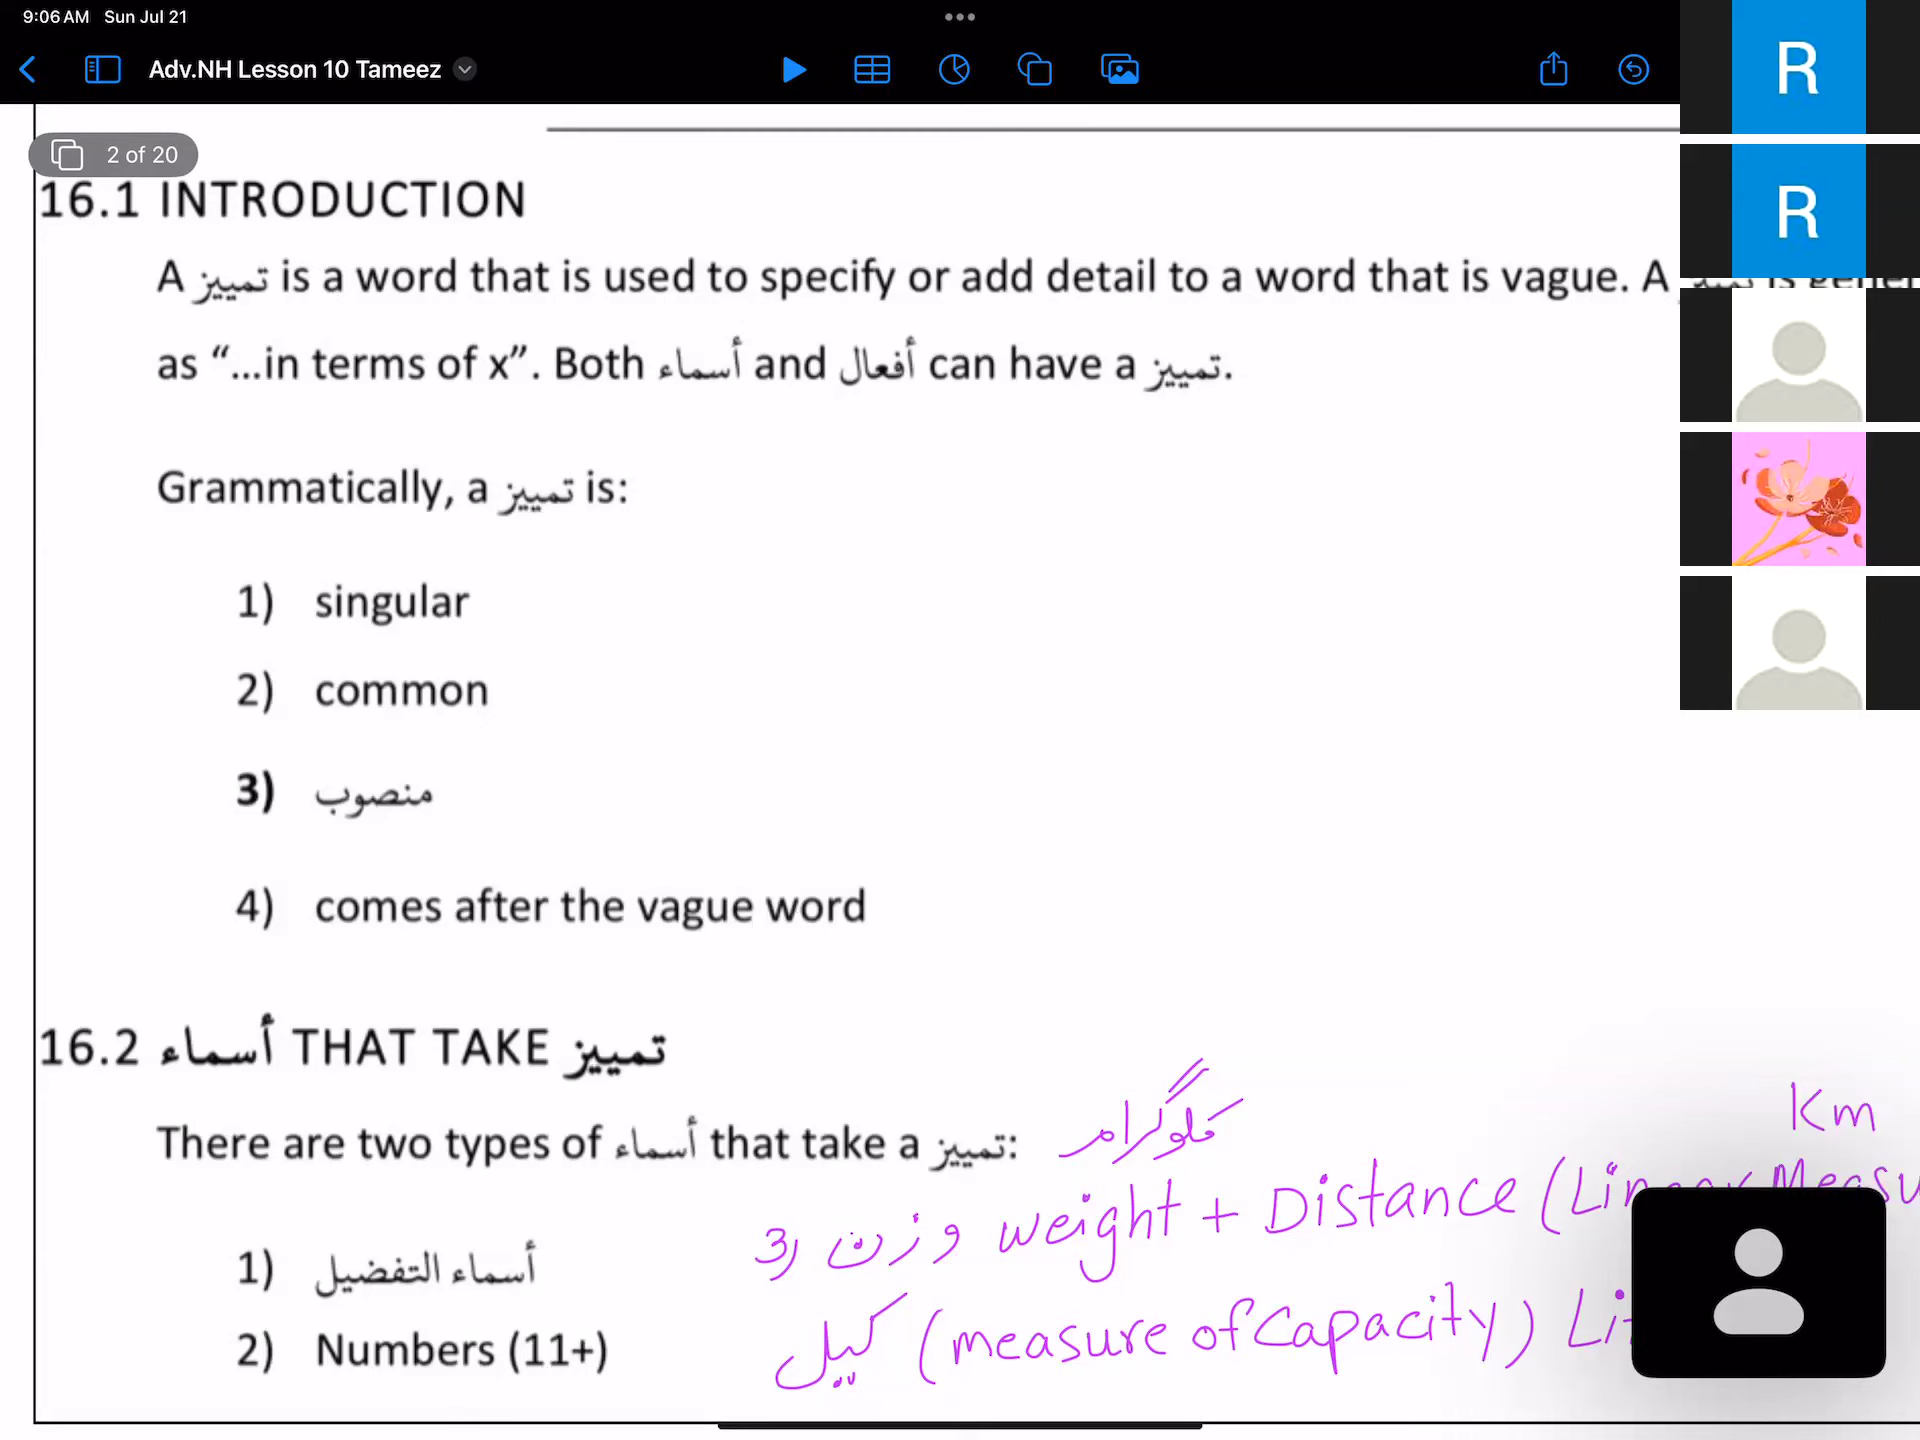 9:06 AM Sun Jul 21
Adv.NH Lesson 10 Tameez
R
R
2 of 20
16.1 INTRODUCTION
A تمييز is a word that is used to specify or add detail to a word that is vague. A
as “...in terms of x”. Both أسماء and أفعال can have a تمييز.
Grammatically, a تمييز is:
1) singular
2) common
3) منصوب
4) comes after the vague word
16.2 أسماء THAT TAKE تمييز
There are two types of أسماء that take a تمييز:
1) أسماء التفضيل
2) Numbers (11+)
کلوگرام
Km
3) وزن weight + Distance (Linear Measu
كيل (measure of Capacity)